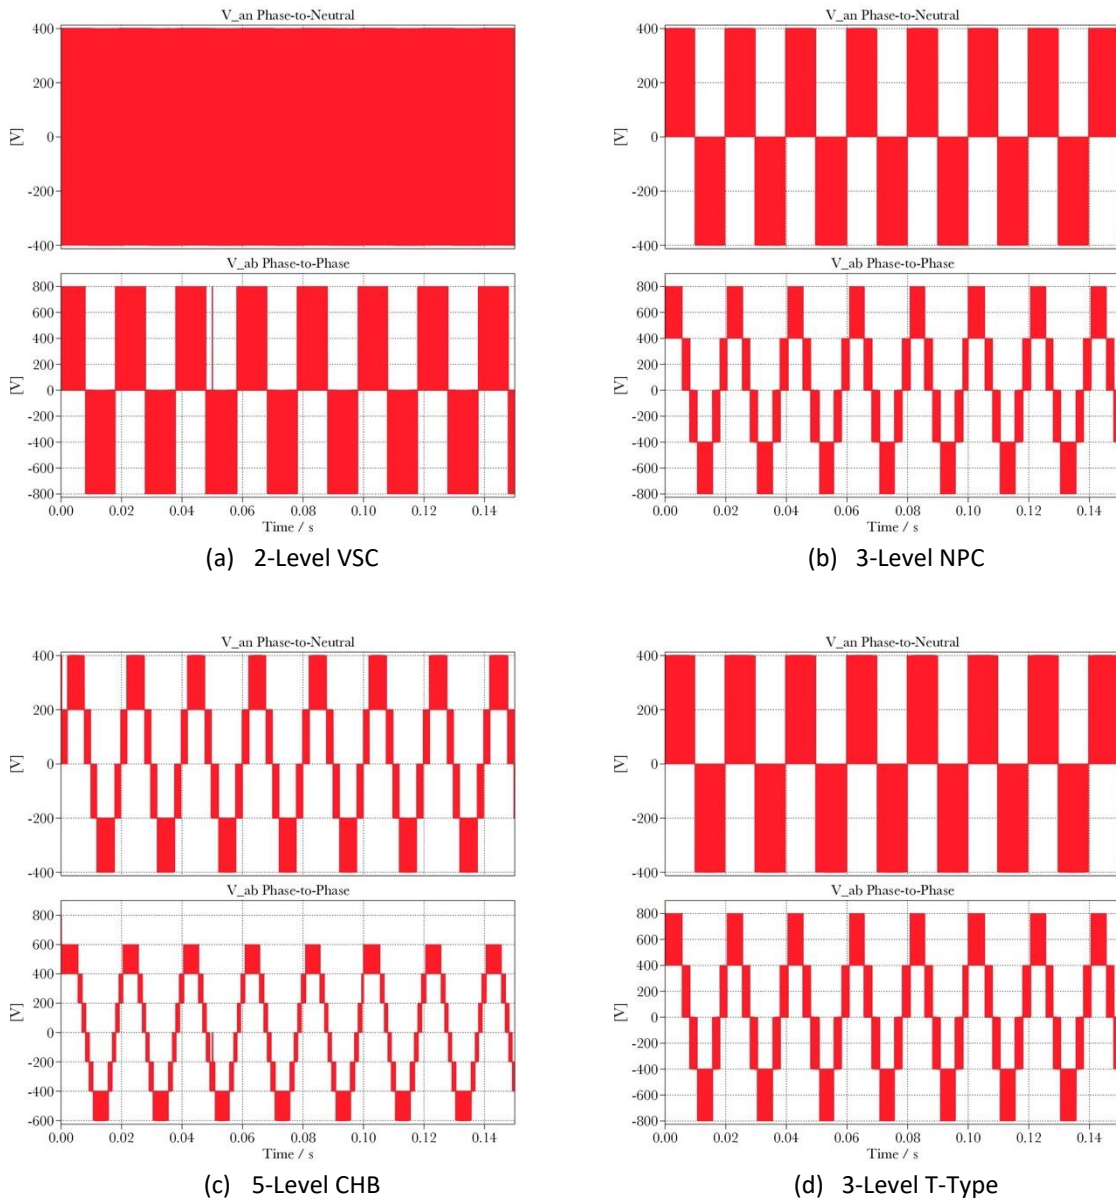 V_an Phase-to-Neutral
400
200
0
-200
-400
[V]
V_ab Phase-to-Phase
800
600
400
200
0
-200
-400
-600
-800
[V]
0.00 0.02 0.04 0.06 0.08 0.10 0.12 0.14
Time / s
(a) 2-Level VSC
V_an Phase-to-Neutral
400
200
0
-200
-400
[V]
V_ab Phase-to-Phase
800
600
400
200
0
-200
-400
-600
-800
[V]
0.00 0.02 0.04 0.06 0.08 0.10 0.12 0.14
Time / s
(b) 3-Level NPC
V_an Phase-to-Neutral
400
200
0
-200
-400
[V]
V_ab Phase-to-Phase
800
600
400
200
0
-200
-400
-600
[V]
0.00 0.02 0.04 0.06 0.08 0.10 0.12 0.14
Time / s
(c) 5-Level CHB
V_an Phase-to-Neutral
400
200
0
-200
-400
[V]
V_ab Phase-to-Phase
800
600
400
200
0
-200
-400
-600
-800
[V]
0.00 0.02 0.04 0.06 0.08 0.10 0.12 0.14
Time / s
(d) 3-Level T-Type